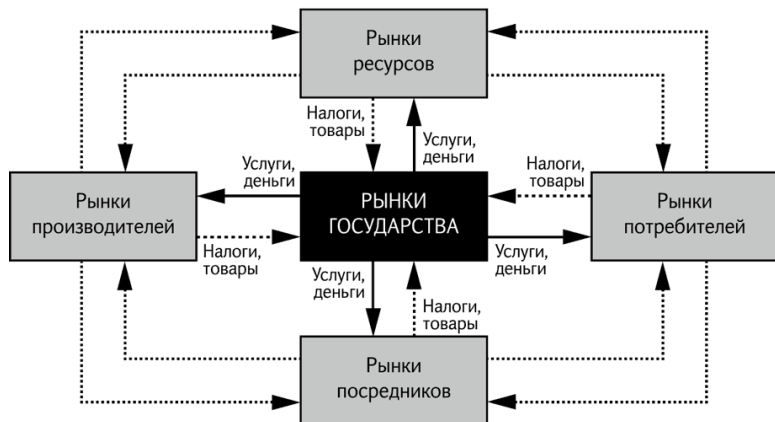 Рынки
ресурсов
Налоги,
товары
Услуги,
деньги
Услуги,
деньги
Налоги,
товары
Рынки
производителей
РЫНКИ
ГОСУДАРСТВА
Рынки
потребителей
Налоги,
товары
Услуги,
деньги
Услуги,
деньги
Налоги,
товары
Рынки
посредников